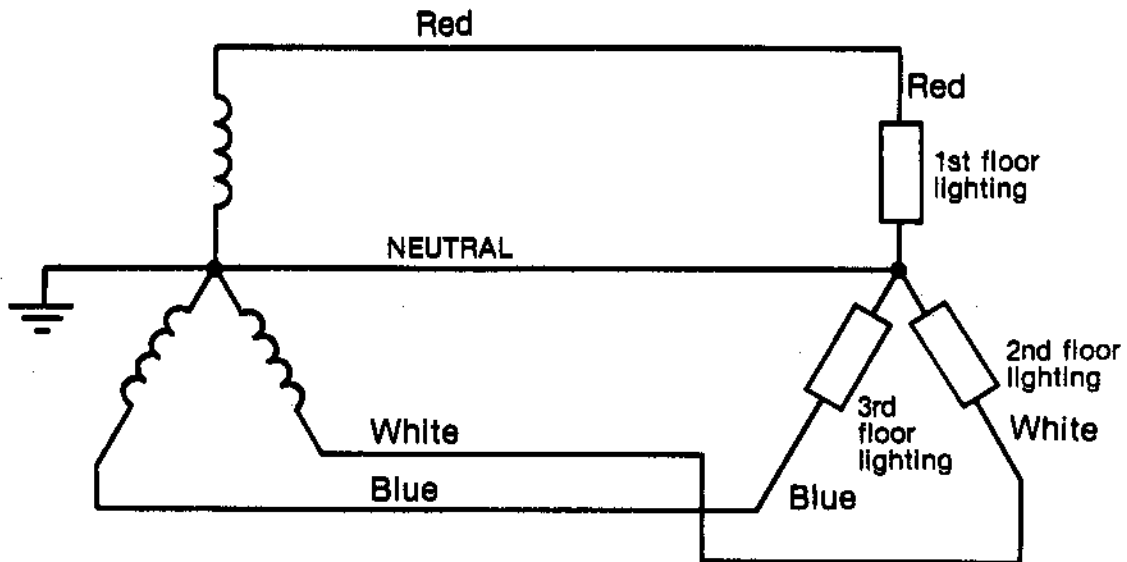 Red
Red
1st floor
lighting
NEUTRAL
2nd floor
lighting
3rd
floor
lighting
White
White
Blue
Blue